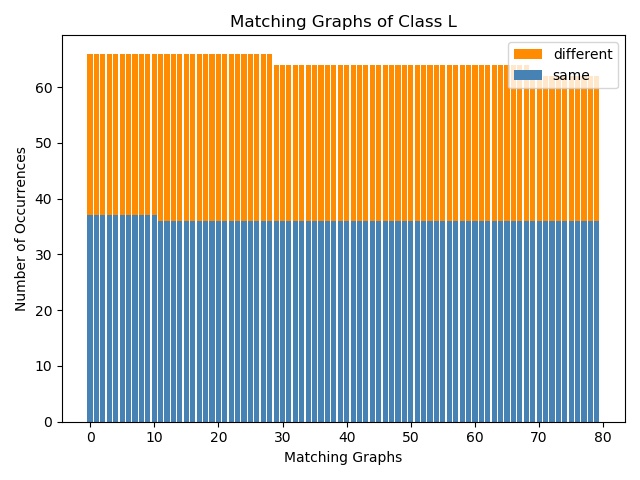 Matching Graphs of Class L
different
same
Number of Occurrences
60
50
40
30
20
10
0
0 10 20 30 40 50 60 70 80
Matching Graphs